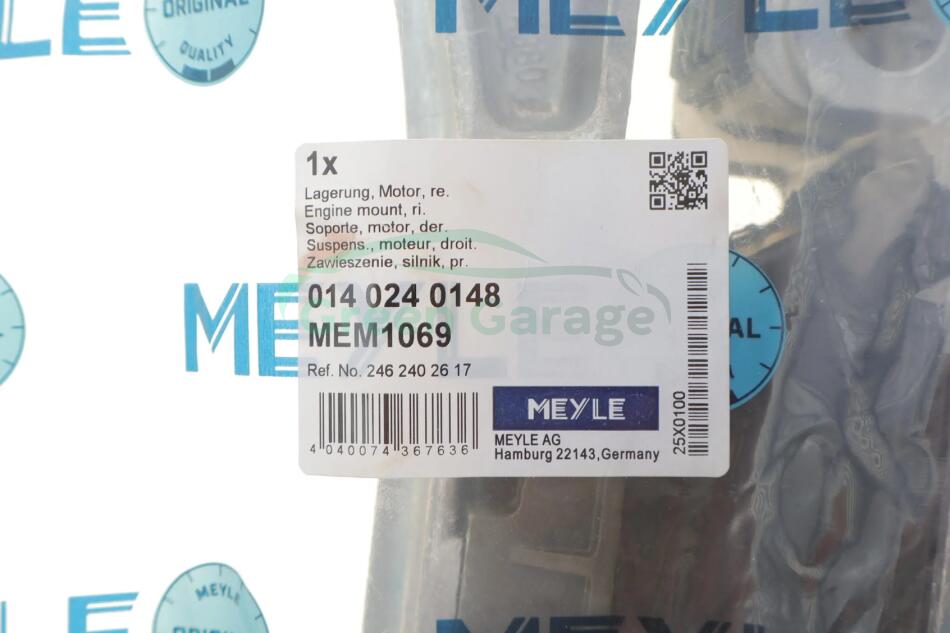 ORIGINAL
QUALITY
MEYLE
1x
Lagerung, Motor, re.
Engine mount, ri.
Soporte, motor, der.
Suspens., moteur, droit.
Zawieszenie, silnik, pr.
014 024 0148
MEM1069
Green Garage
Ref. No. 246 240 26 17
MEYLE
MEYLE AG
Hamburg 22143,Germany
4 040074 367636
25X0100
MEYLE
MEYLE